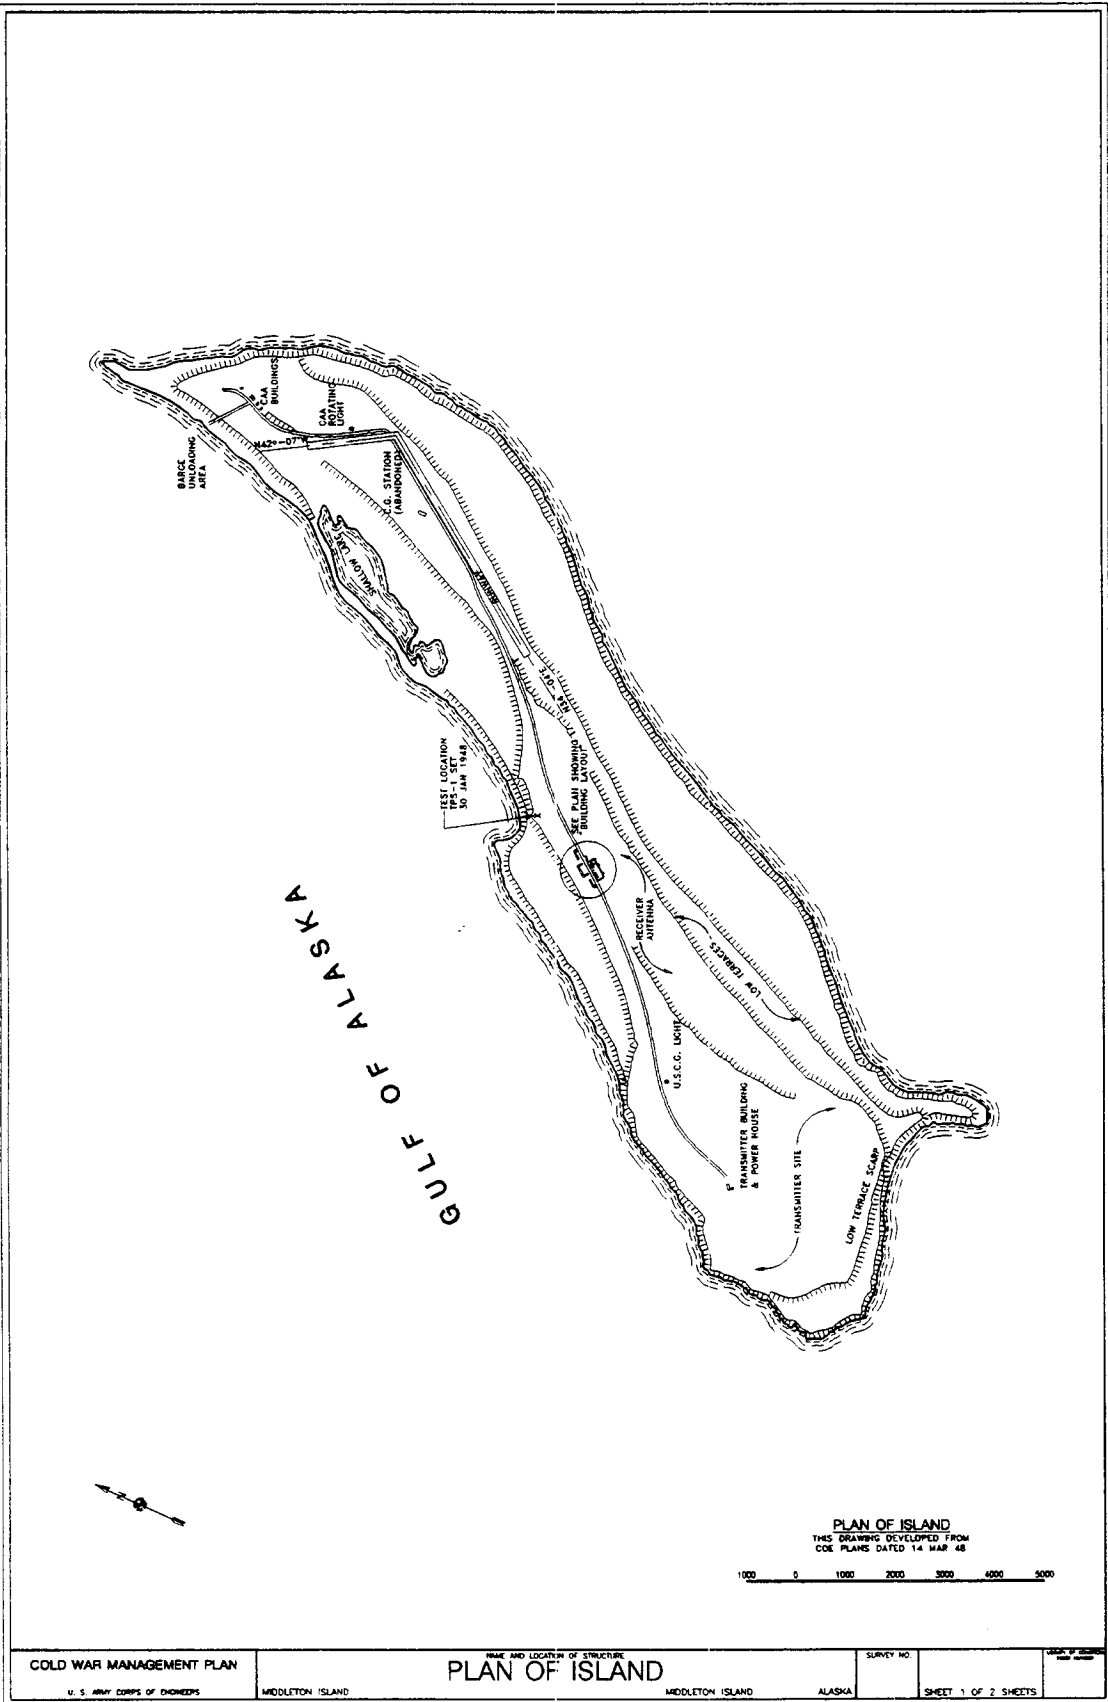 CAA
BUILDINGS
CAA
ROTATING
LIGHT
N42°-07'W
BARGE
UNLOADING
AREA
C.G. STATION
(ABANDONED)
SHALLOW LAKE
RUNWAY
N54°-04'E
TEST LOCATION
TPS-1 SET
30 JAN 1948
"SEE PLAN SHOWING
BUILDING LAYOUT"
RECEIVER
ANTENNA
LOW TERRACES
GULF OF ALASKA
U.S.C.G. LIGHT
TRANSMITTER BUILDING
& POWER HOUSE
TRANSMITTER SITE
LOW TERRACE SCARP
N
PLAN OF ISLAND
THIS DRAWING DEVELOPED FROM
COE PLANS DATED 14 MAR 48
1000 0 1000 2000 3000 4000 5000
COLD WAR MANAGEMENT PLAN
U. S. ARMY CORPS OF ENGINEERS
NAME AND LOCATION OF STRUCTURE
PLAN OF ISLAND
MIDDLETON ISLAND MIDDLETON ISLAND ALASKA
SURVEY NO.
SHEET 1 OF 2 SHEETS